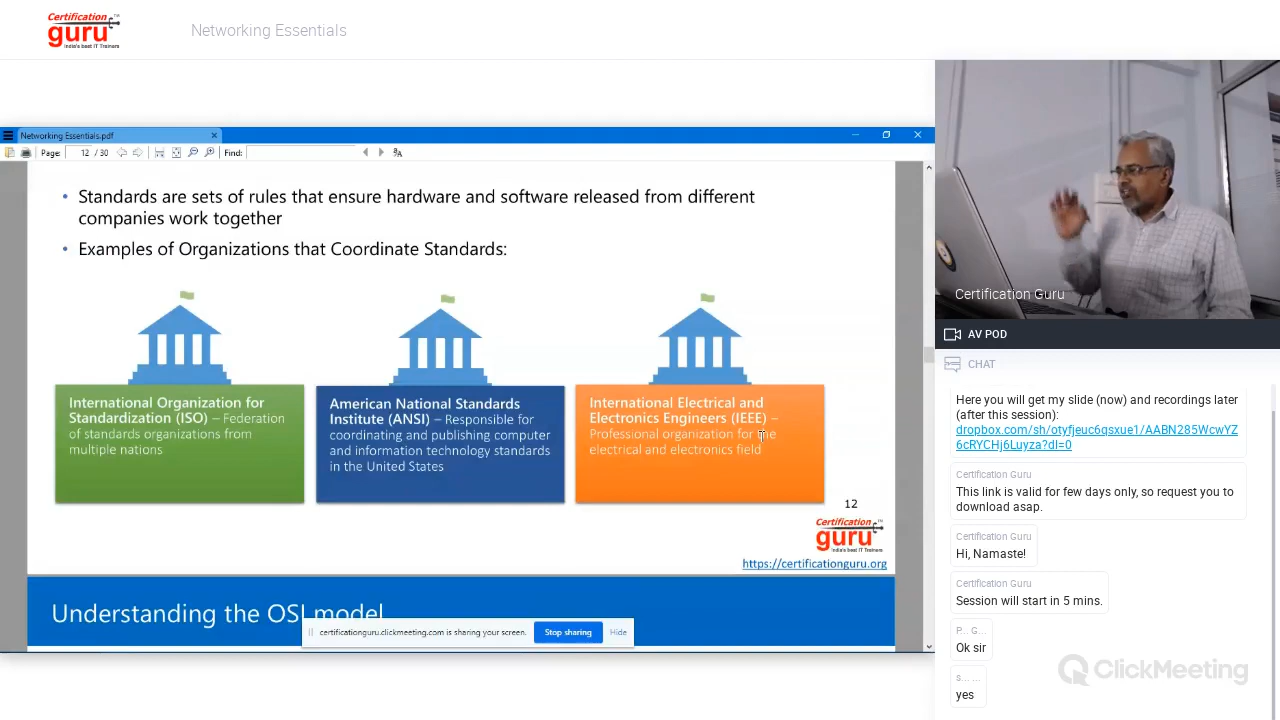 Certification
guru
India's best IT Trainers
Networking Essentials
Networking Essentials.pdf
Page: 12 / 30 Find:
• Standards are sets of rules that ensure hardware and software released from different
companies work together
• Examples of Organizations that Coordinate Standards:
International Organization for
Standardization (ISO) – Federation
of standards organizations from
multiple nations
American National Standards
Institute (ANSI) – Responsible for
coordinating and publishing computer
and information technology standards
in the United States
International Electrical and
Electronics Engineers (IEEE) –
Professional organization for the
electrical and electronics field
12
Certification
guru
India's best IT Trainers
https://certificationguru.org
Understanding the OSI model
certificationguru.clickmeeting.com is sharing your screen. Stop sharing Hide
Certification Guru
AV POD
CHAT
Here you will get my slide (now) and recordings later
(after this session):
dropbox.com/sh/otyfjeuc6qsxue1/AABN285WcwYZ
6cRYCHj6Luyza?dl=0
Certification Guru
This link is valid for few days only, so request you to
download asap.
Certification Guru
Hi, Namaste!
Certification Guru
Session will start in 5 mins.
P... G...
Ok sir
s... ...
yes
ClickMeeting